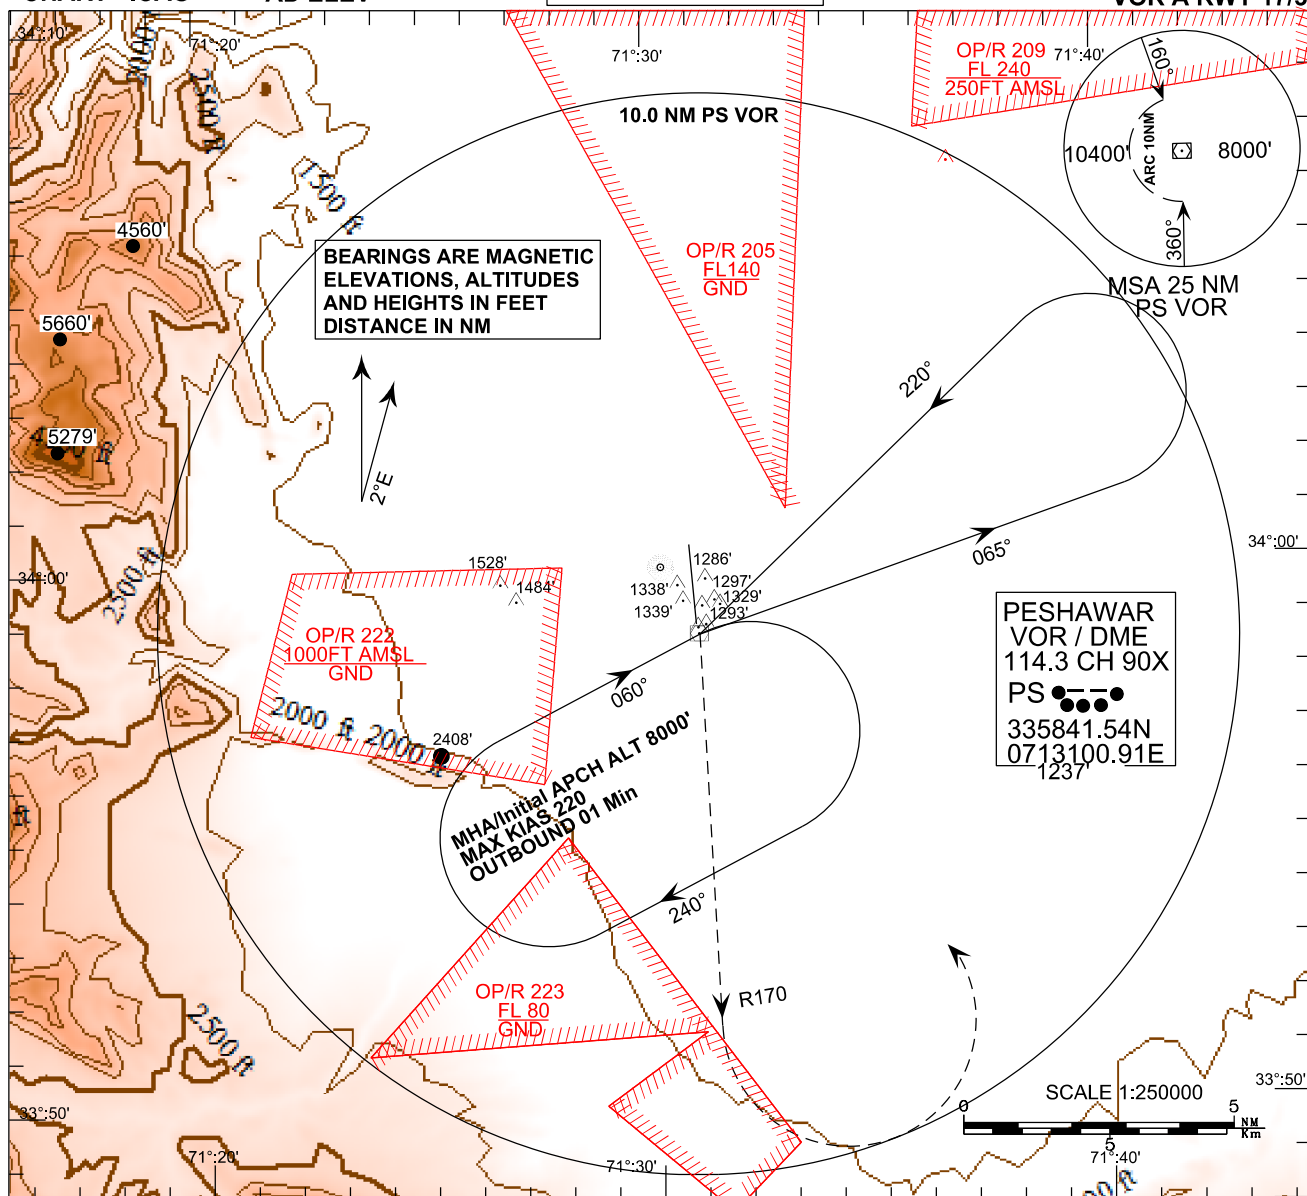 34°:10'
71°:20'
71°:30'
71°:40'
2500 ft
1500 ft
10.0 NM PS VOR
OP/R 209
FL 240
250FT AMSL
160°
10400'
ARC 10NM
8000'
360°
MSA 25 NM
PS VOR
4560'
5660'
5279'
BEARINGS ARE MAGNETIC
ELEVATIONS, ALTITUDES
AND HEIGHTS IN FEET
DISTANCE IN NM
2°E
OP/R 205
FL140
GND
220°
065°
34°:00'
34°:00'
2500 ft
1528'
1484'
1286'
1338'
1297'
1339'
1329'
1293'
OP/R 222
1000FT AMSL
GND
2000 ft 2000 ft
2408'
060°
MHA/Initial APCH ALT 8000'
MAX KIAS 220
OUTBOUND 01 Min
240°
PESHAWAR
VOR / DME
114.3 CH 90X
PS
335841.54N
0713100.91E
1237'
ft
OP/R 223
FL 80
GND
R170
2500 ft
SCALE 1:250000
0
5
NM
Km
5
33°:50'
33°:50'
71°:20'
71°:30'
71°:40'